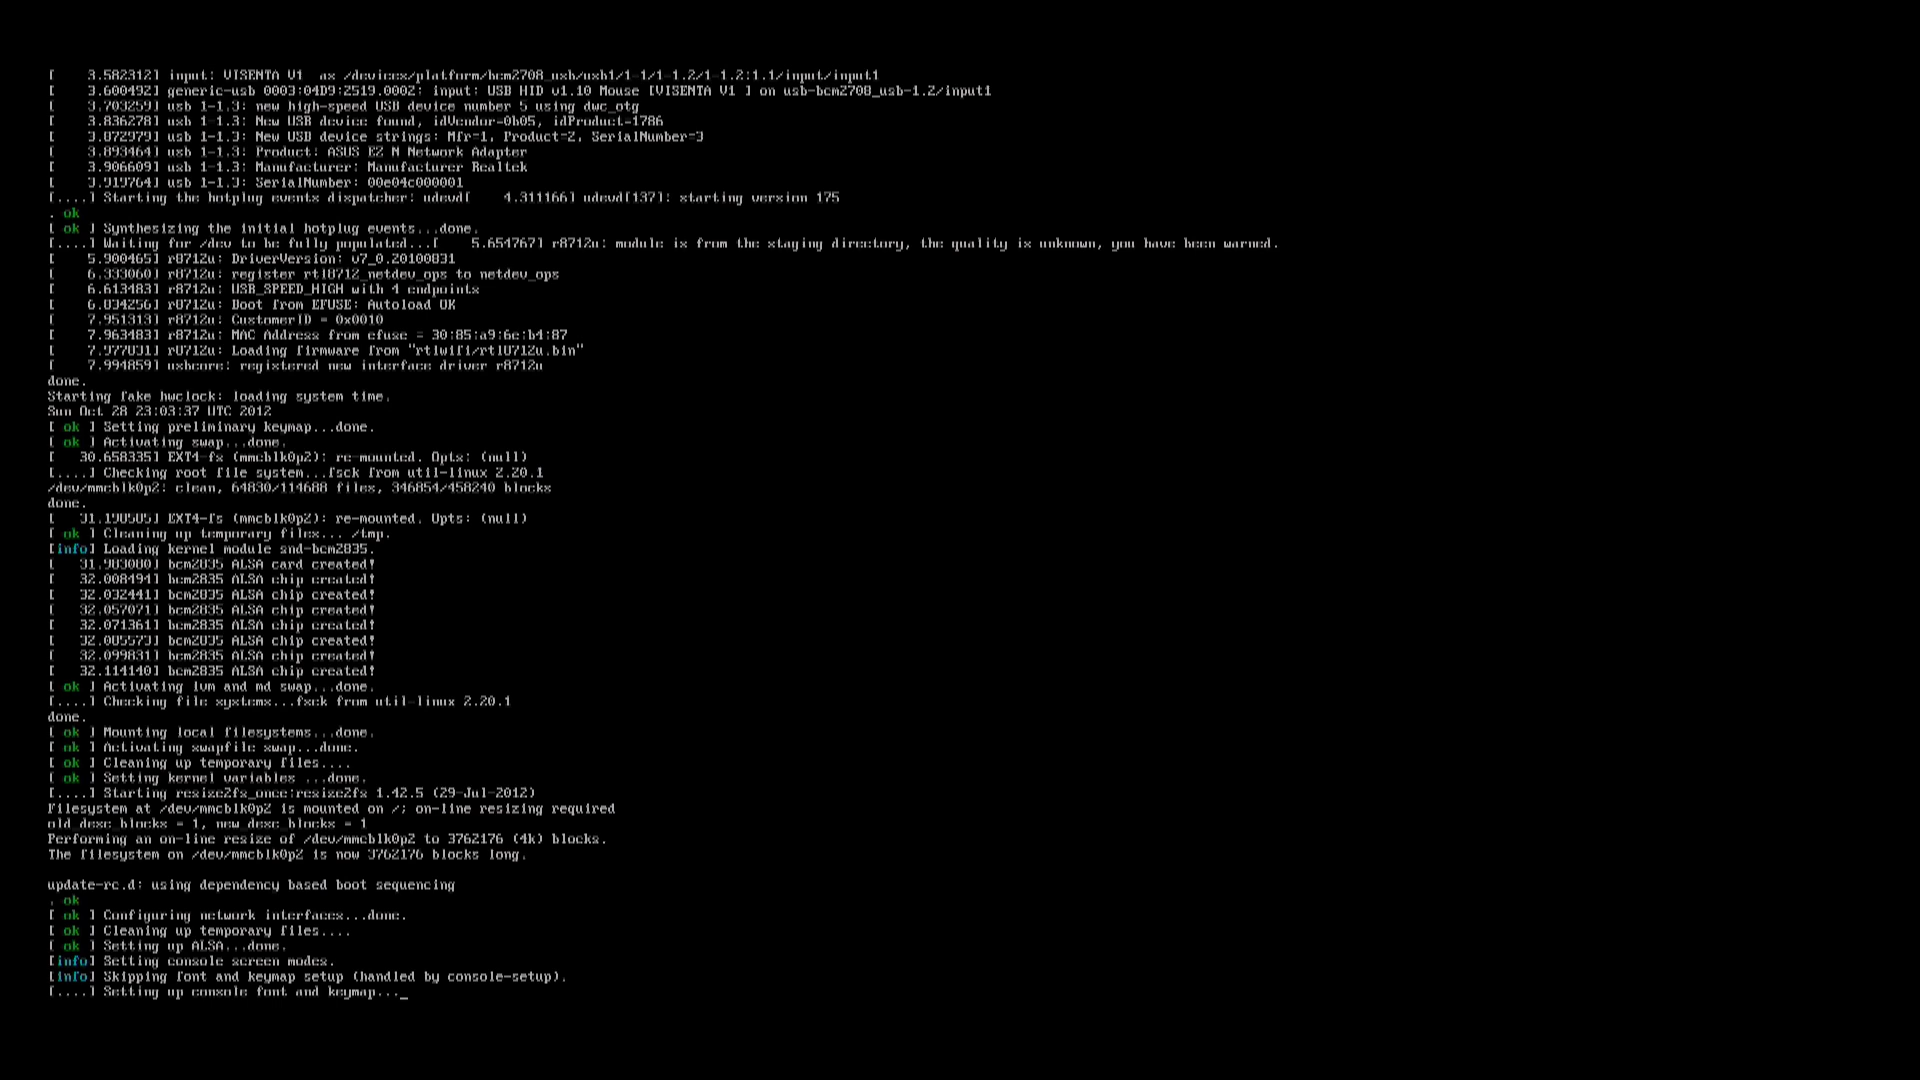 [    3.582312] input: VISENTA V1  as /devices/platform/bcm2708_usb/usb1/1-1/1-1.2/1-1.2:1.1/input/input1
[    3.600492] generic-usb 0003:04D9:2519.0002: input: USB HID v1.10 Mouse [VISENTA V1 ] on usb-bcm2708_usb-1.2/input1
[    3.703259] usb 1-1.3: new high-speed USB device number 5 using dwc_otg
[    3.836278] usb 1-1.3: New USB device found, idVendor=0b05, idProduct=1786
[    3.872979] usb 1-1.3: New USB device strings: Mfr=1, Product=2, SerialNumber=3
[    3.893464] usb 1-1.3: Product: ASUS EZ N Network Adapter
[    3.906609] usb 1-1.3: Manufacturer: Manufacturer Realtek
[    3.919764] usb 1-1.3: SerialNumber: 00e04c000001
[....] Starting the hotplug events dispatcher: udevd[    4.311166] udevd[137]: starting version 175
. ok
[ ok ] Synthesizing the initial hotplug events...done.
[....] Waiting for /dev to be fully populated...[    5.654767] r8712u: module is from the staging directory, the quality is unknown, you have been warned.
[    5.900465] r8712u: DriverVersion: v7_0.20100831
[    6.333060] r8712u: register rtl8712_netdev_ops to netdev_ops
[    6.613483] r8712u: USB_SPEED_HIGH with 4 endpoints
[    6.834256] r8712u: Boot from EFUSE: Autoload OK
[    7.951313] r8712u: CustomerID = 0x0010
[    7.963483] r8712u: MAC Address from efuse = 30:85:a9:6e:b4:87
[    7.977031] r8712u: Loading firmware from "rtlwifi/rtl8712u.bin"
[    7.994859] usbcore: registered new interface driver r8712u
done.
Starting fake hwclock: loading system time.
Sun Oct 28 23:03:37 UTC 2012
[ ok ] Setting preliminary keymap...done.
[ ok ] Activating swap...done.
[   30.658335] EXT4-fs (mmcblk0p2): re-mounted. Opts: (null)
[....] Checking root file system...fsck from util-linux 2.20.1
/dev/mmcblk0p2: clean, 64830/114688 files, 346854/458240 blocks
done.
[   31.190505] EXT4-fs (mmcblk0p2): re-mounted. Opts: (null)
[ ok ] Cleaning up temporary files... /tmp.
[info] Loading kernel module snd-bcm2835.
[   31.983080] bcm2835 ALSA card created!
[   32.008494] bcm2835 ALSA chip created!
[   32.032441] bcm2835 ALSA chip created!
[   32.057071] bcm2835 ALSA chip created!
[   32.071361] bcm2835 ALSA chip created!
[   32.085573] bcm2835 ALSA chip created!
[   32.099831] bcm2835 ALSA chip created!
[   32.114140] bcm2835 ALSA chip created!
[ ok ] Activating lvm and md swap...done.
[....] Checking file systems...fsck from util-linux 2.20.1
done.
[ ok ] Mounting local filesystems...done.
[ ok ] Activating swapfile swap...done.
[ ok ] Cleaning up temporary files....
[ ok ] Setting kernel variables ...done.
[....] Starting resize2fs_once:resize2fs 1.42.5 (29-Jul-2012)
Filesystem at /dev/mmcblk0p2 is mounted on /; on-line resizing required
old_desc_blocks = 1, new_desc_blocks = 1
Performing an on-line resize of /dev/mmcblk0p2 to 3762176 (4k) blocks.
The filesystem on /dev/mmcblk0p2 is now 3762176 blocks long.

update-rc.d: using dependency based boot sequencing
. ok
[ ok ] Configuring network interfaces...done.
[ ok ] Cleaning up temporary files....
[ ok ] Setting up ALSA...done.
[info] Setting console screen modes.
[info] Skipping font and keymap setup (handled by console-setup).
[....] Setting up console font and keymap..._